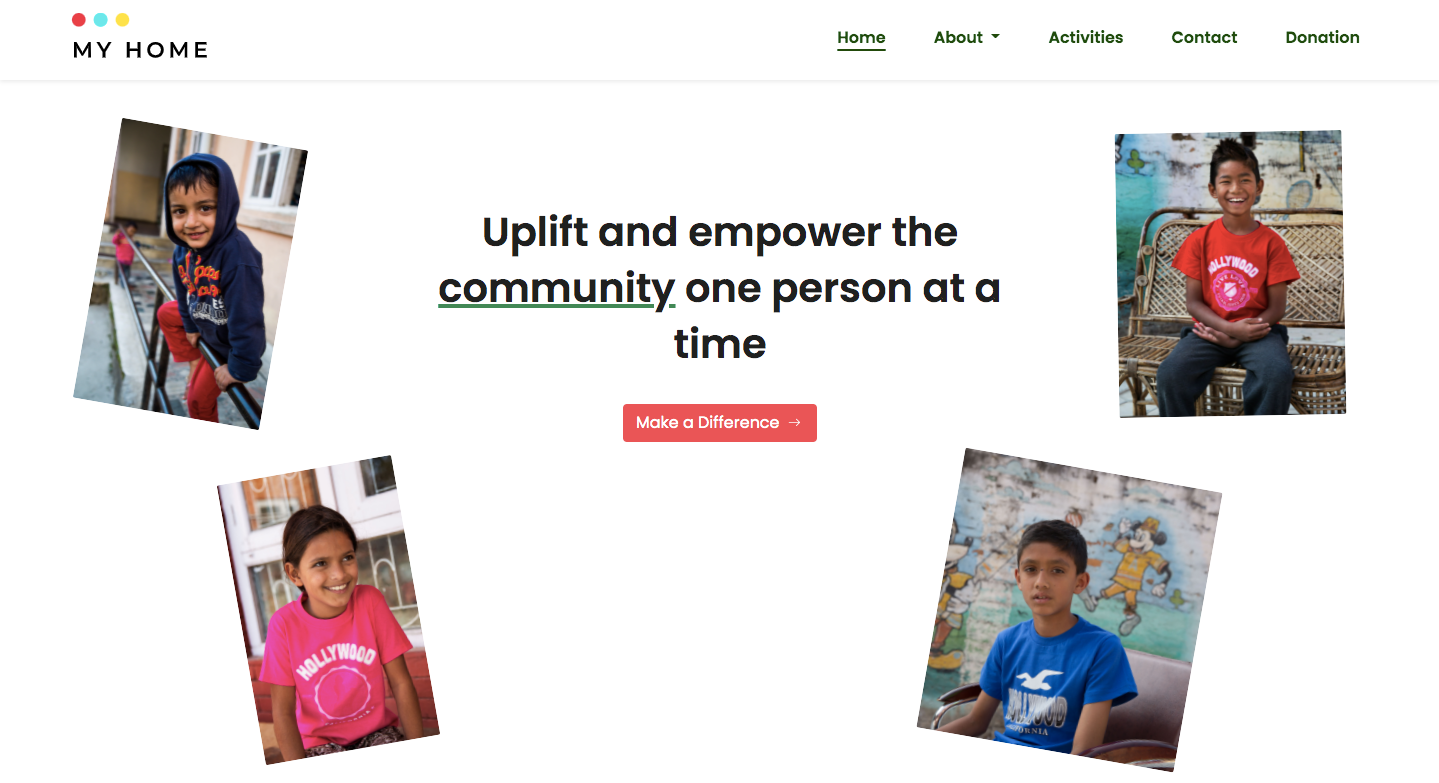 MY HOME
Home
About
Activities
Contact
Donation
Uplift and empower the
community one person at a
time
Make a Difference →
HOLLYWOOD
HOLLYWOOD